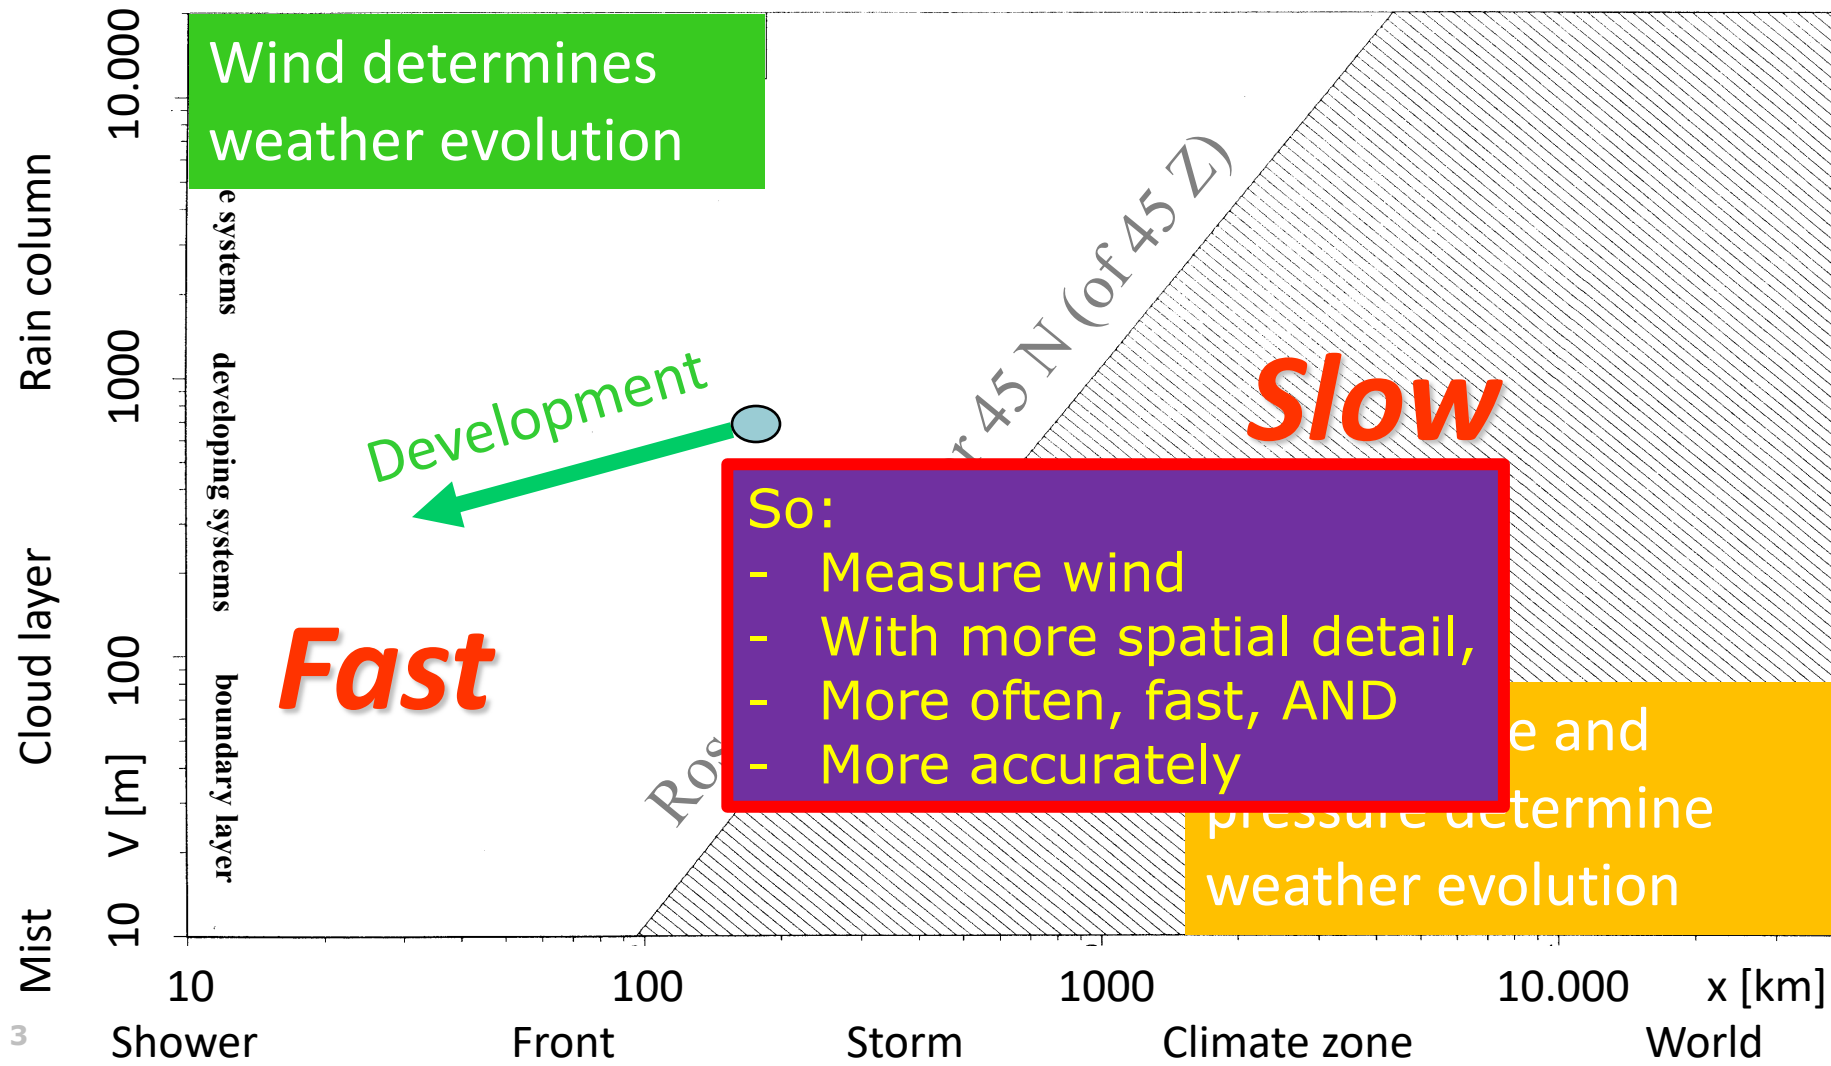 Wind determines
weather evolution
10.000
1000
100
10
V [m]
Rain column
Cloud layer
Mist
e systems
developing systems
boundary layer
Development
45 N (of 45 Z)
Slow
Fast
So:
- Measure wind
- With more spatial detail,
- More often, fast, AND
- More accurately
e and
pressure determine
weather evolution
10
100
1000
10.000
x [km]
Shower
Front
Storm
Climate zone
World
3